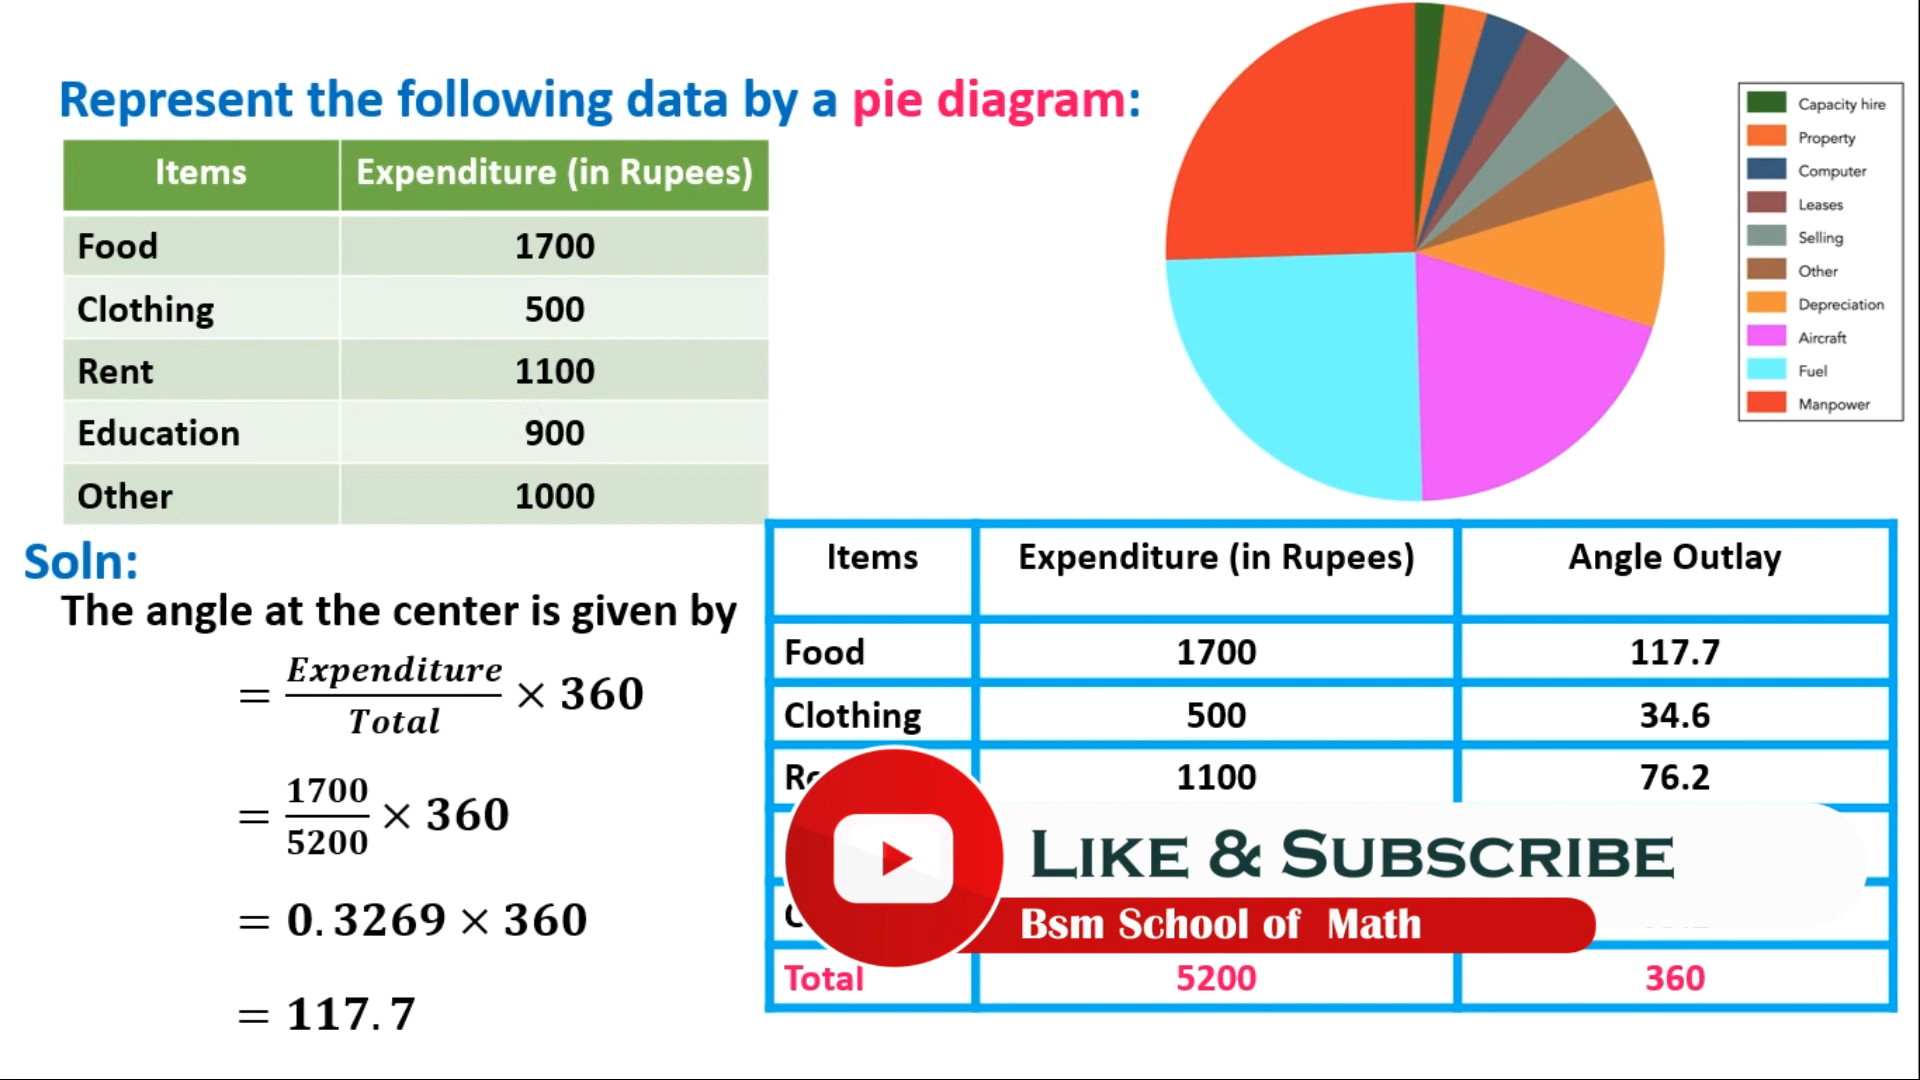 Represent the following data by a pie diagram:
Items Expenditure (in Rupees)
Food 1700
Clothing 500
Rent 1100
Education 900
Other 1000
Capacity hire
Property
Computer
Leases
Selling
Other
Depreciation
Aircraft
Fuel
Manpower
Soln:
The angle at the center is given by
= Expenditure / Total × 360
= 1700 / 5200 × 360
= 0.3269 × 360
= 117.7
Items Expenditure (in Rupees) Angle Outlay
Food 1700 117.7
Clothing 500 34.6
1100 76.2
Total 5200 360
LIKE & SUBSCRIBE
Bsm School of Math